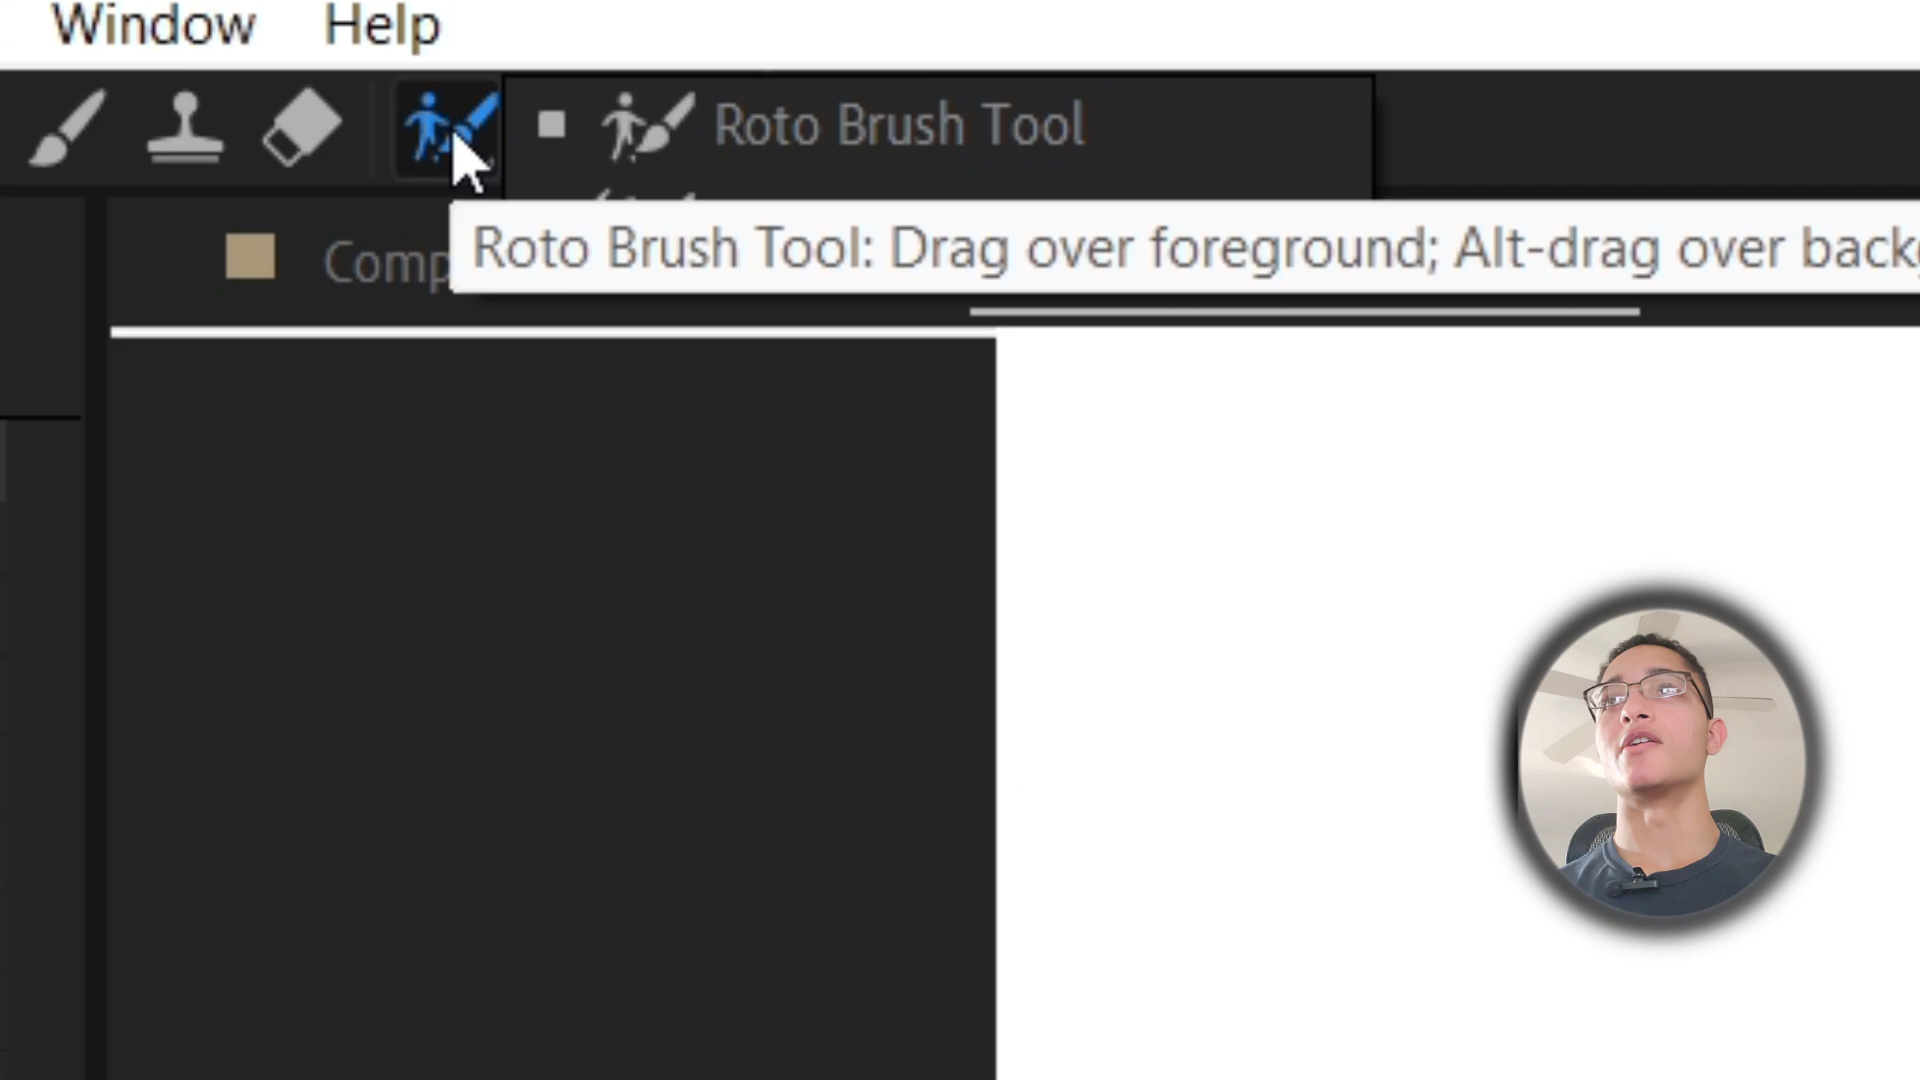 Window Help
Roto Brush Tool
Comp
Roto Brush Tool: Drag over foreground; Alt-drag over back